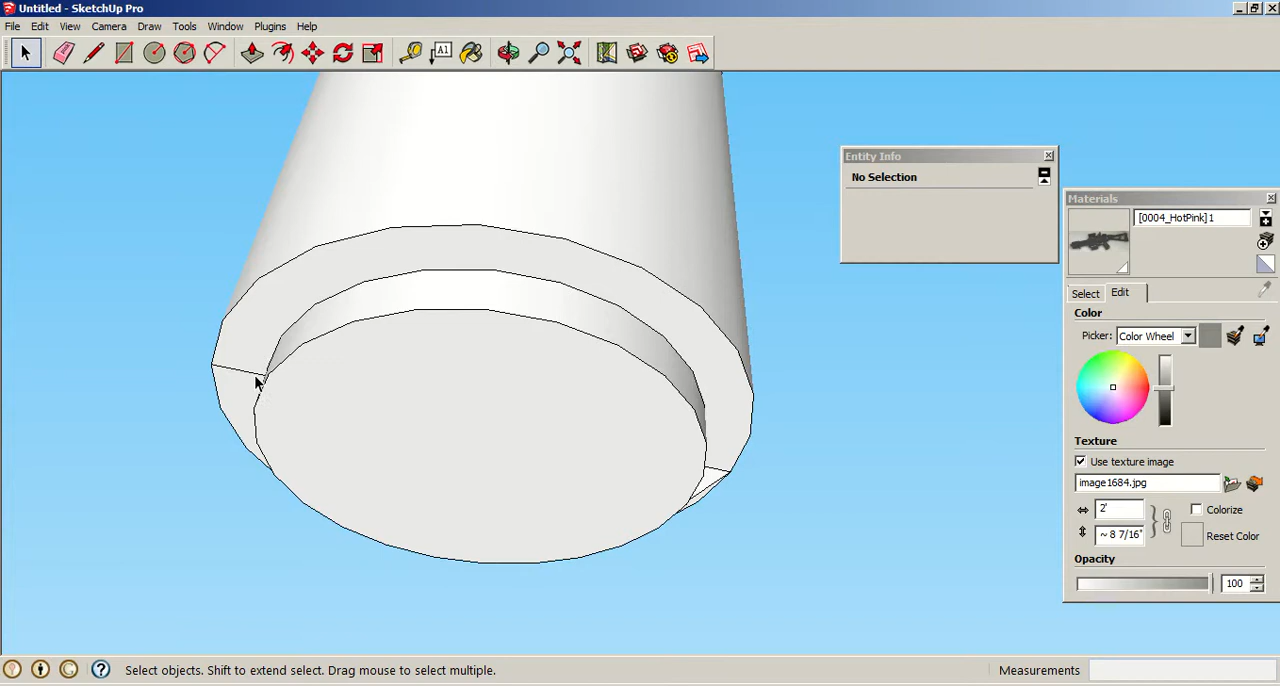 Untitled - SketchUp Pro
File Edit View Camera Draw Tools Window Plugins Help
A1
Entity Info
No Selection
Materials
[0004_HotPink]1
Select Edit
Color
Picker: Color Wheel
Texture
Use texture image
image1684.jpg
2'
Colorize
~ 8 7/16"
Reset Color
Opacity
100
Select objects. Shift to extend select. Drag mouse to select multiple.
Measurements